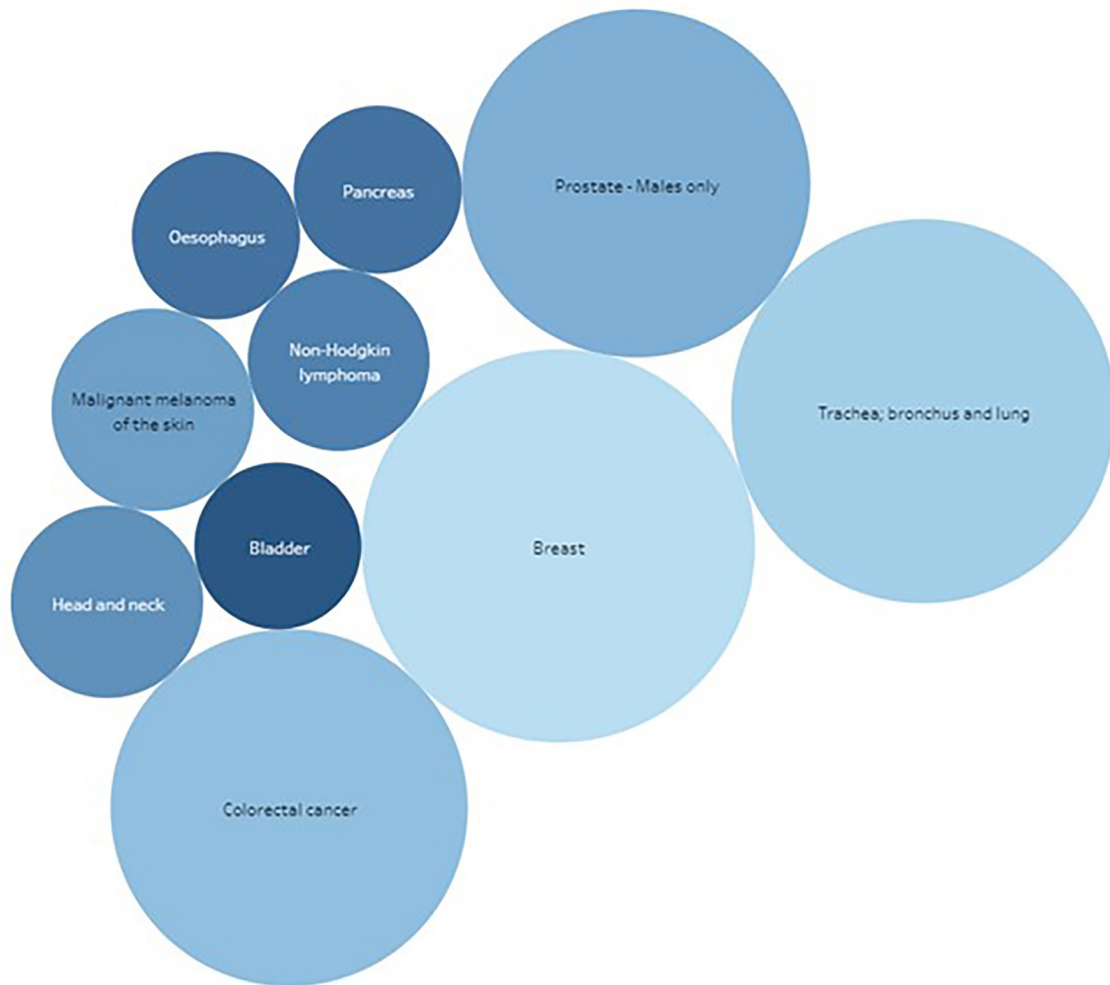 Prostate - Males only
Pancreas
Oesophagus
Non-Hodgkin
lymphoma
Malignant melanoma
of the skin
Trachea; bronchus and lung
Bladder
Breast
Head and neck
Colorectal cancer